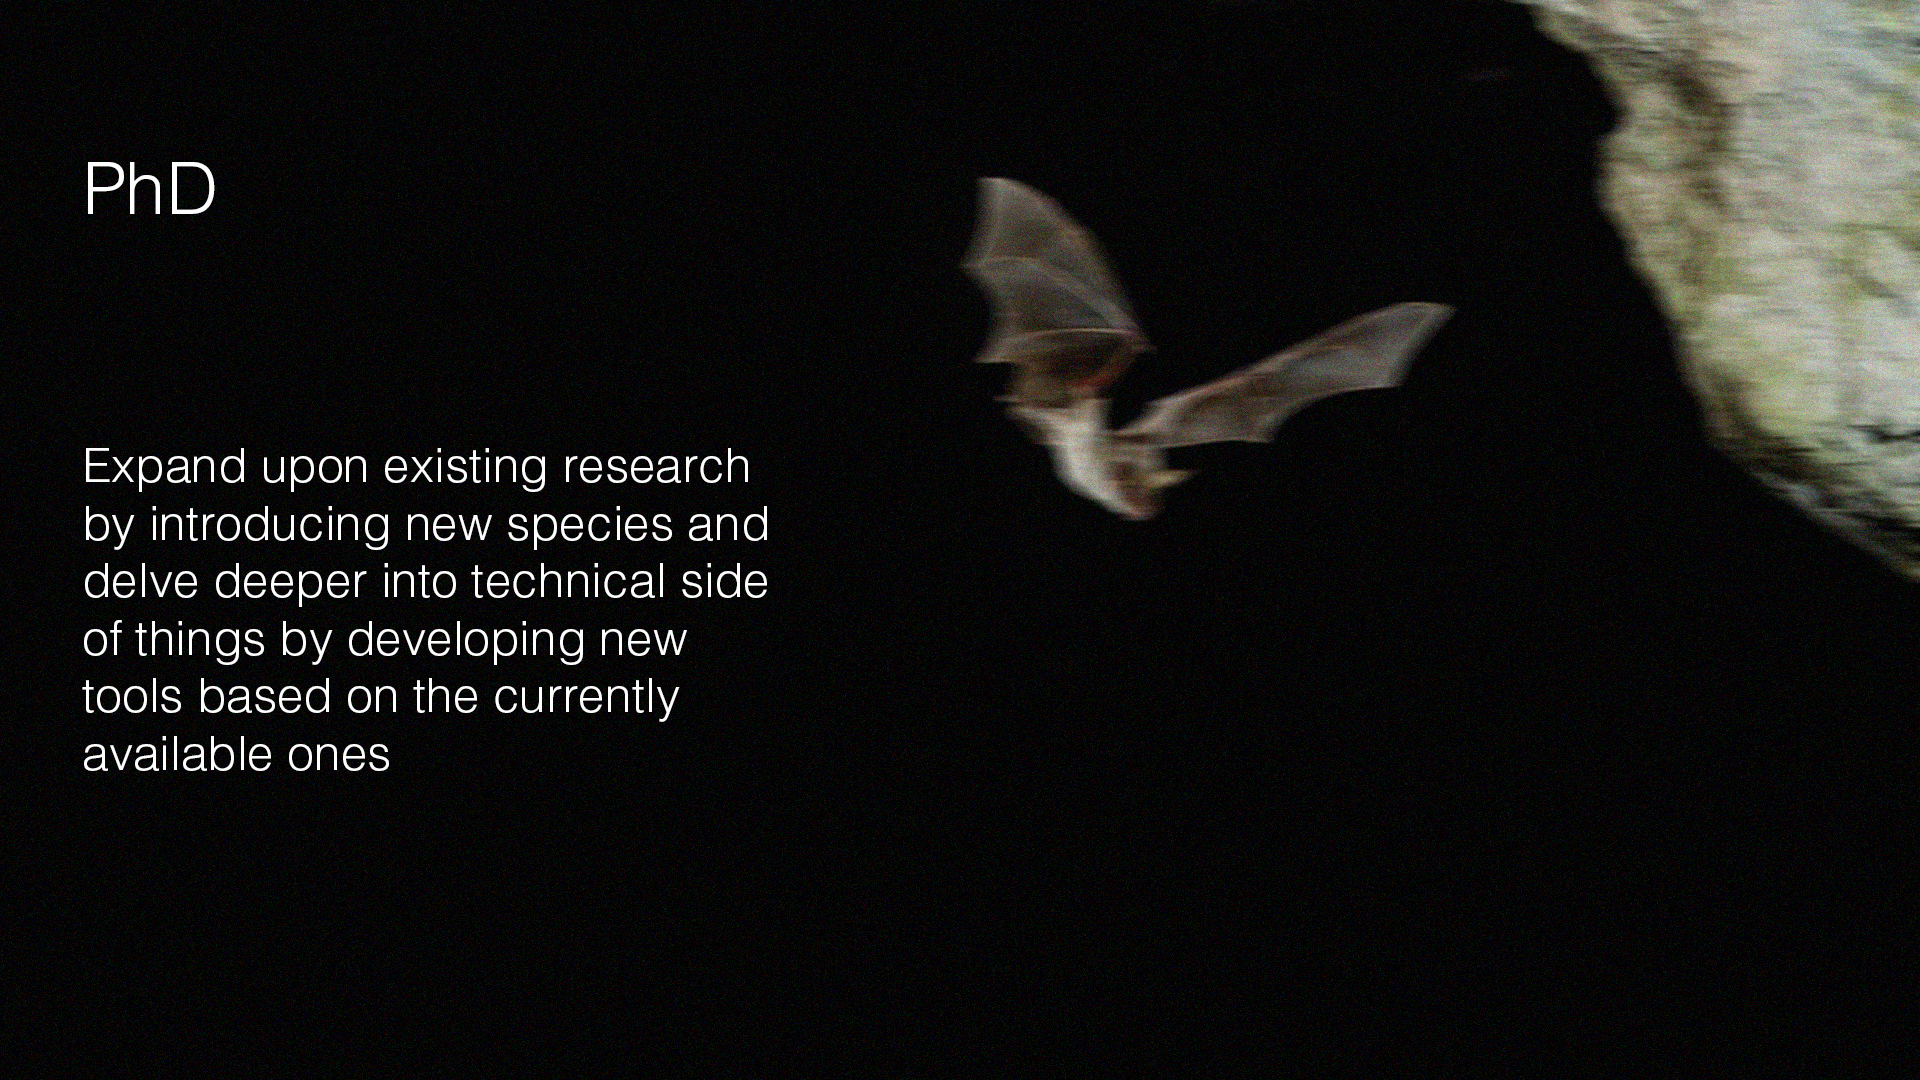 PhD
Expand upon existing research
by introducing new species and
delve deeper into technical side
of things by developing new
tools based on the currently
available ones